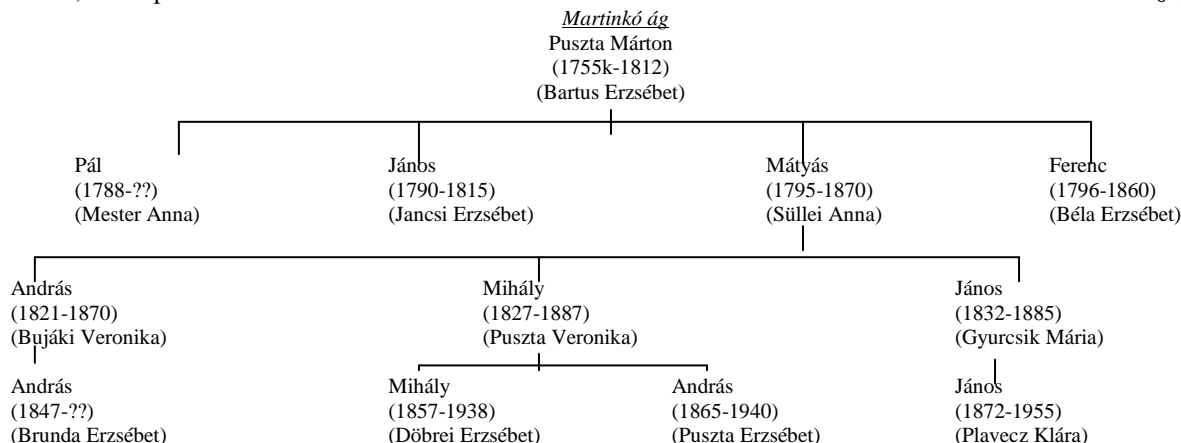 Martinkó ág
Puszta Márton
(1755k-1812)
(Bartus Erzsébet)
Pál János Mátyás Ferenc
(1788-??) (1790-1815) (1795-1870) (1796-1860)
(Mester Anna) (Jancsi Erzsébet) (Süllei Anna) (Béla Erzsébet)
András Mihály János
(1821-1870) (1827-1887) (1832-1885)
(Bujáki Veronika) (Puszta Veronika) (Gyurcsik Mária)
András Mihály András János
(1847-??) (1857-1938) (1865-1940) (1872-1955)
(Brunda Erzsébet) (Döbrei Erzsébet) (Puszta Erzsébet) (Plavecz Klára)